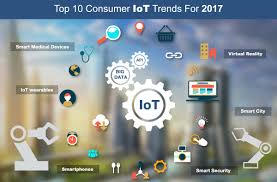 Top 10 Consumer IoT Trends For 2017
Smart Medical Devices
Virtual Reality
BIG
DATA
API
IoT wearables
IoT
Smart City
Smartphones
Smart Security